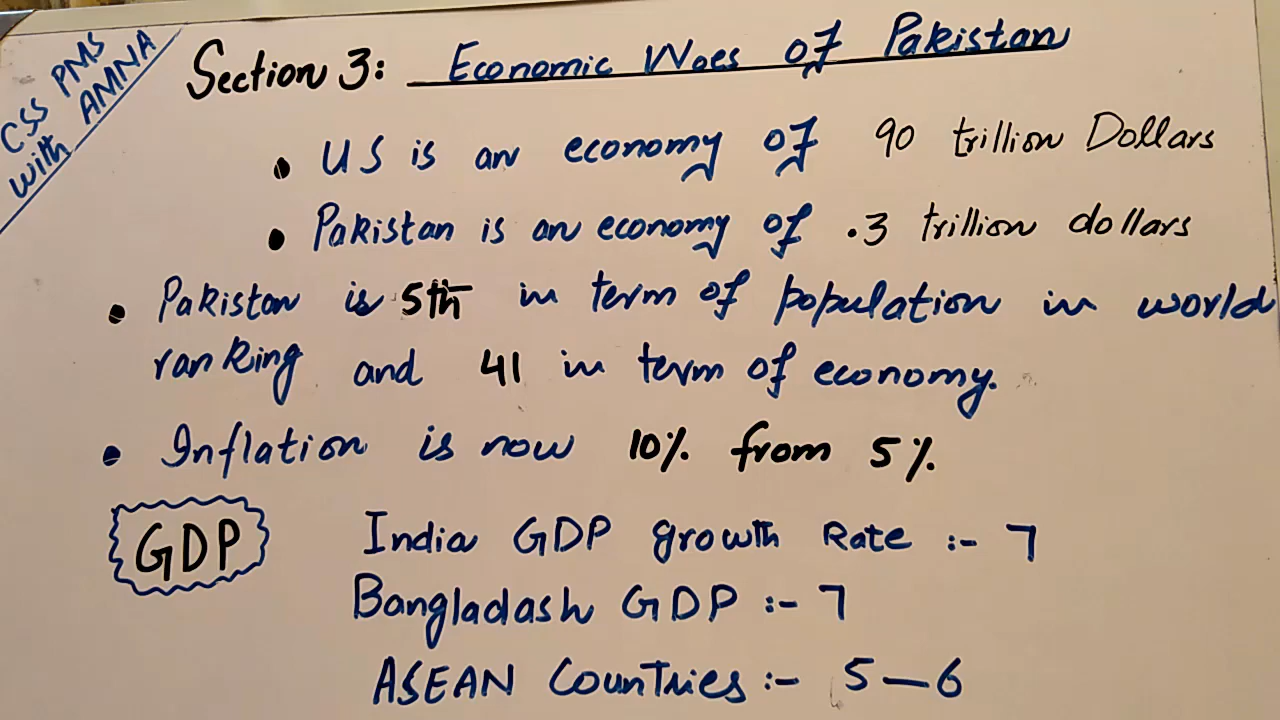 CSS PMS
with AMNA
Section 3: Economic Woes of Pakistan
• US is an economy of 90 trillion Dollars
• Pakistan is an economy of .3 trillion dollars
• Pakistan is 5th in term of population in world
ranking and 41 in term of economy.
• Inflation is now 10% from 5%.
GDP
India GDP growth Rate :- 7
Bangladash GDP :- 7
ASEAN Countries :- 5-6